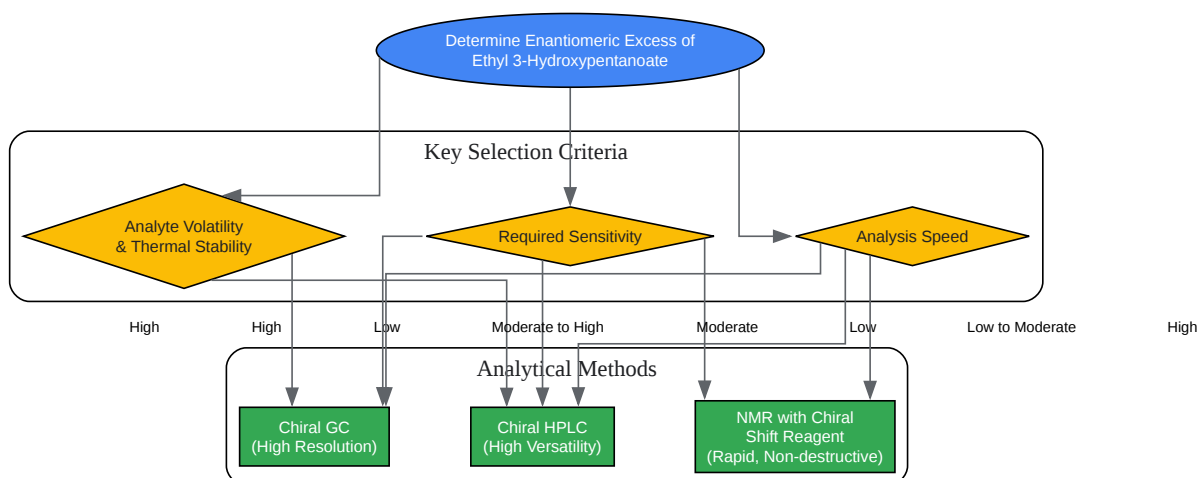 Determine Enantiomeric Excess of
Ethyl 3-Hydroxypentanoate
Key Selection Criteria
Analyte Volatility
& Thermal Stability
Required Sensitivity
Analysis Speed
High
High
Low
Moderate to High
Moderate
Low
Low to Moderate
High
Analytical Methods
Chiral GC
(High Resolution)
Chiral HPLC
(High Versatility)
NMR with Chiral
Shift Reagent
(Rapid, Non-destructive)